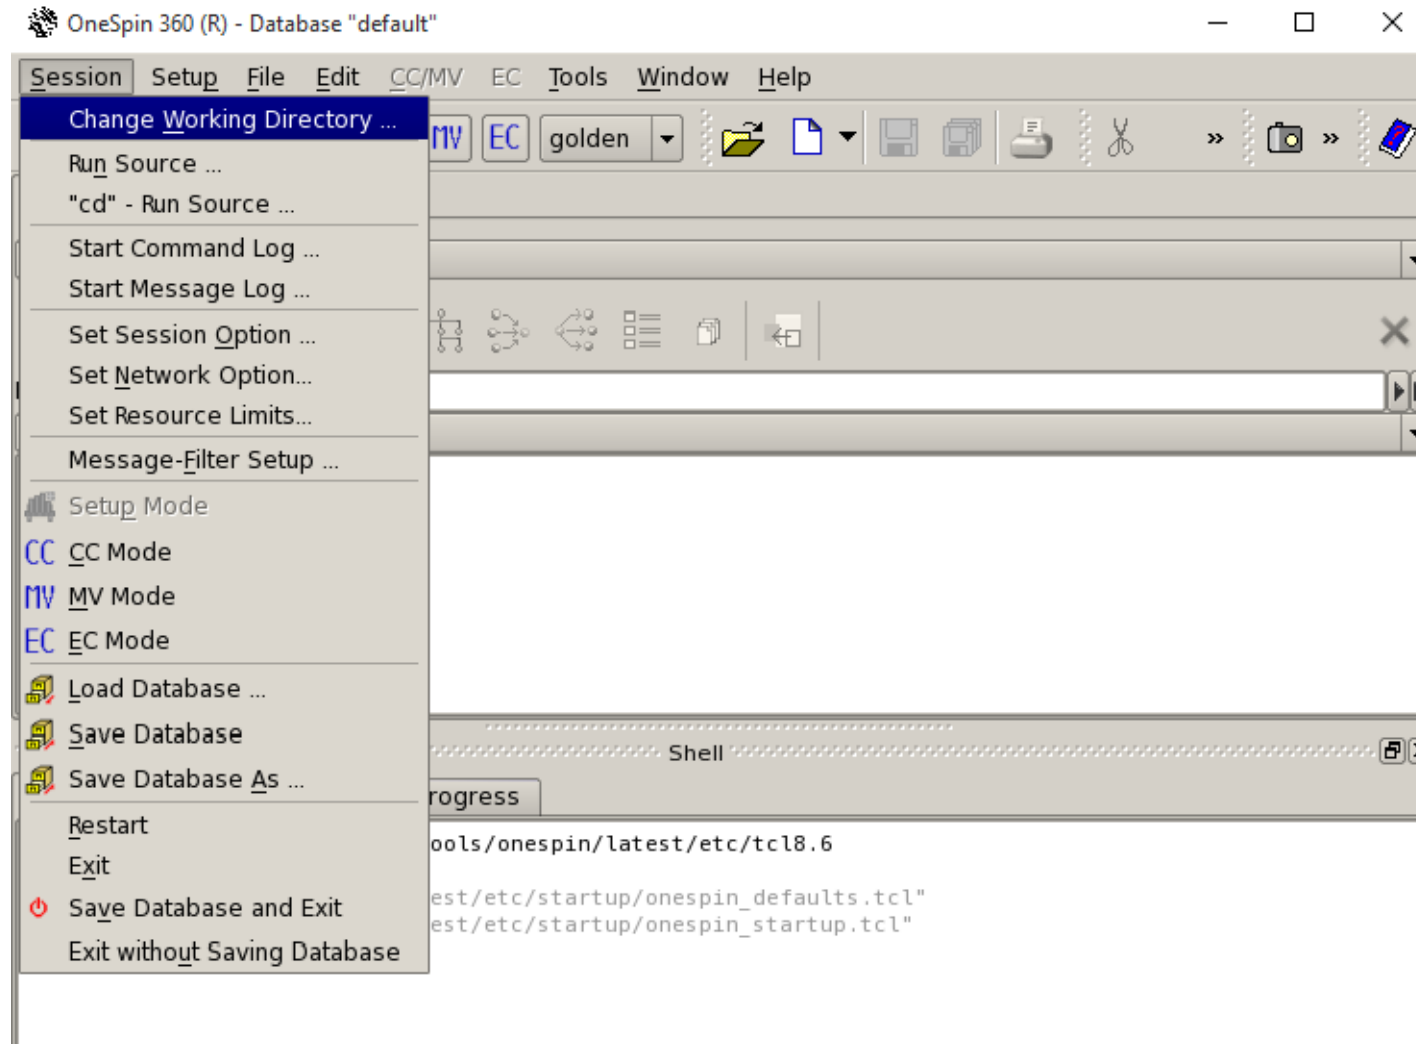 OneSpin 360 (R) - Database "default"
Session Setup File Edit CC/MV EC Tools Window Help
Change Working Directory ...
MV EC golden
Run Source ...
"cd" - Run Source ...
Start Command Log ...
Start Message Log ...
Set Session Option ...
Set Network Option...
Set Resource Limits...
Message-Filter Setup ...
Setup Mode
CC CC Mode
MV MV Mode
EC EC Mode
Load Database ...
Save Database
Shell
Save Database As ...
rogress
Restart
ools/onespin/latest/etc/tcl8.6
Exit
est/etc/startup/onespin_defaults.tcl"
Save Database and Exit
est/etc/startup/onespin_startup.tcl"
Exit without Saving Database